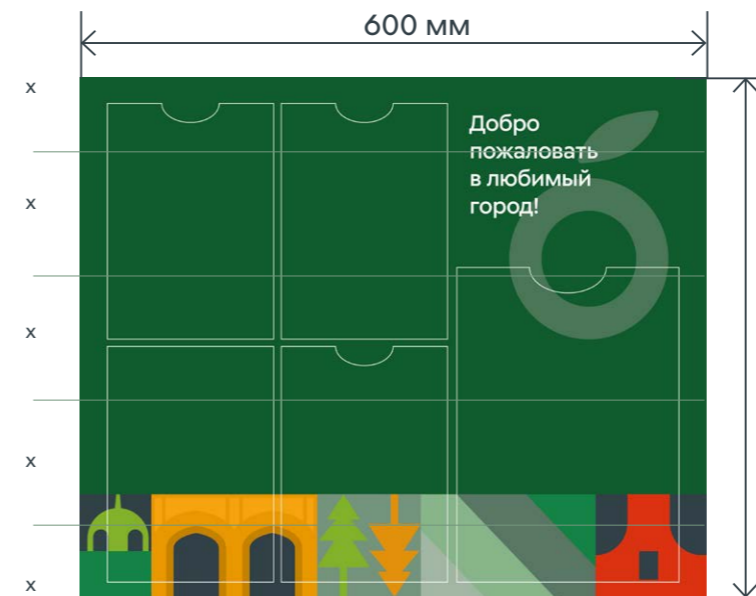 600 мм
x
Добро
пожаловать
в любимый
город!
x
x
x
x